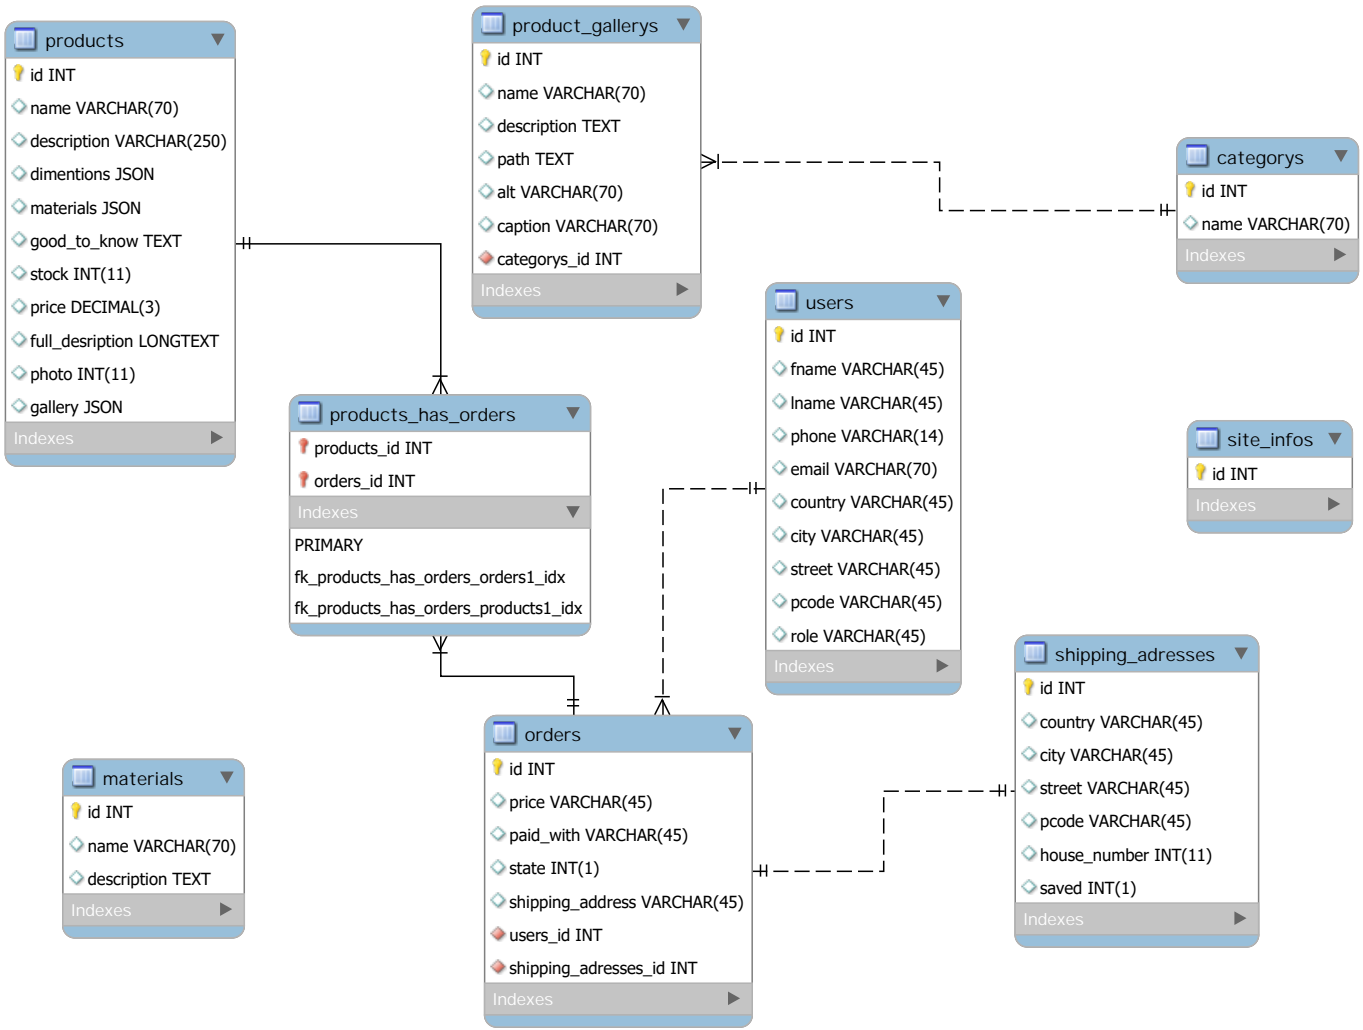 products
id INT
name VARCHAR(70)
description VARCHAR(250)
dimentions JSON
materials JSON
good_to_know TEXT
stock INT(11)
price DECIMAL(3)
full_desription LONGTEXT
photo INT(11)
gallery JSON
Indexes
product_gallerys
id INT
name VARCHAR(70)
description TEXT
path TEXT
alt VARCHAR(70)
caption VARCHAR(70)
categorys_id INT
Indexes
categorys
id INT
name VARCHAR(70)
Indexes
users
id INT
fname VARCHAR(45)
lname VARCHAR(45)
phone VARCHAR(14)
email VARCHAR(70)
country VARCHAR(45)
city VARCHAR(45)
street VARCHAR(45)
pcode VARCHAR(45)
role VARCHAR(45)
Indexes
products_has_orders
products_id INT
orders_id INT
Indexes
PRIMARY
fk_products_has_orders_orders1_idx
fk_products_has_orders_products1_idx
site_infos
id INT
Indexes
shipping_adresses
id INT
country VARCHAR(45)
city VARCHAR(45)
street VARCHAR(45)
pcode VARCHAR(45)
house_number INT(11)
saved INT(1)
Indexes
orders
id INT
price VARCHAR(45)
paid_with VARCHAR(45)
state INT(1)
shipping_address VARCHAR(45)
users_id INT
shipping_adresses_id INT
Indexes
materials
id INT
name VARCHAR(70)
description TEXT
Indexes